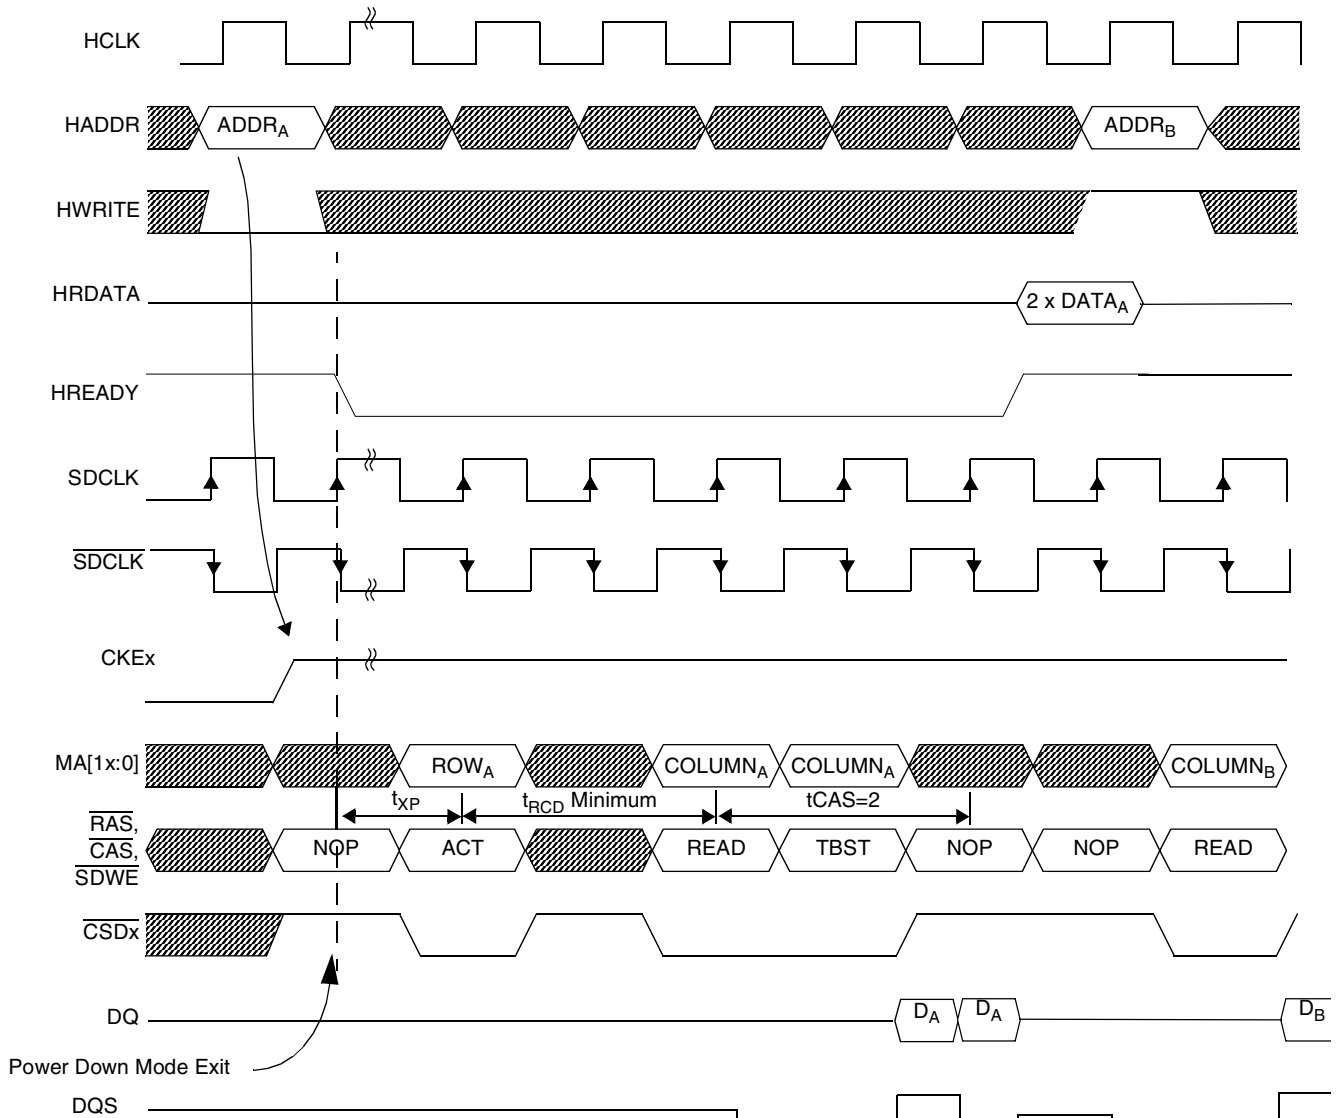 HCLK
HADDR ADDRA ADDRB
HWRITE
HRDATA 2 x DATAA
HREADY
SDCLK
SDCLK
CKEx
MA[1x:0] ROWA COLUMNA COLUMNA COLUMNB
tXP tRCD Minimum tCAS=2
RAS,
CAS,
SDWE
NOP ACT READ TBST NOP NOP READ
CSDx
DQ DA DA DB
Power Down Mode Exit
DQS